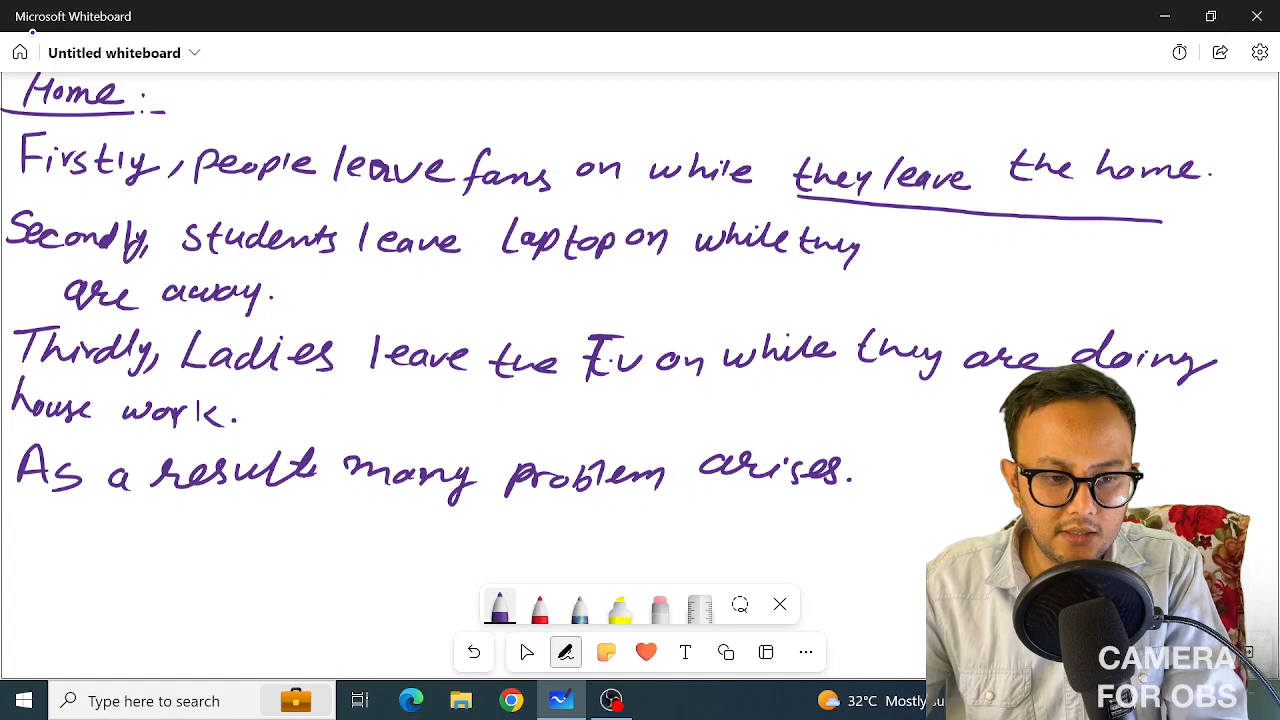 Microsoft Whiteboard
Untitled whiteboard
Home :-
Firstly, people leave fans on while they leave the home.
Secondly, students leave laptop on while they
are away.
Thirdly, Ladies leave the T.V on while they are doing
house work.
As a result many problem arises.
CAMERA
FOR OBS
Type here to search
32°C Mostly su